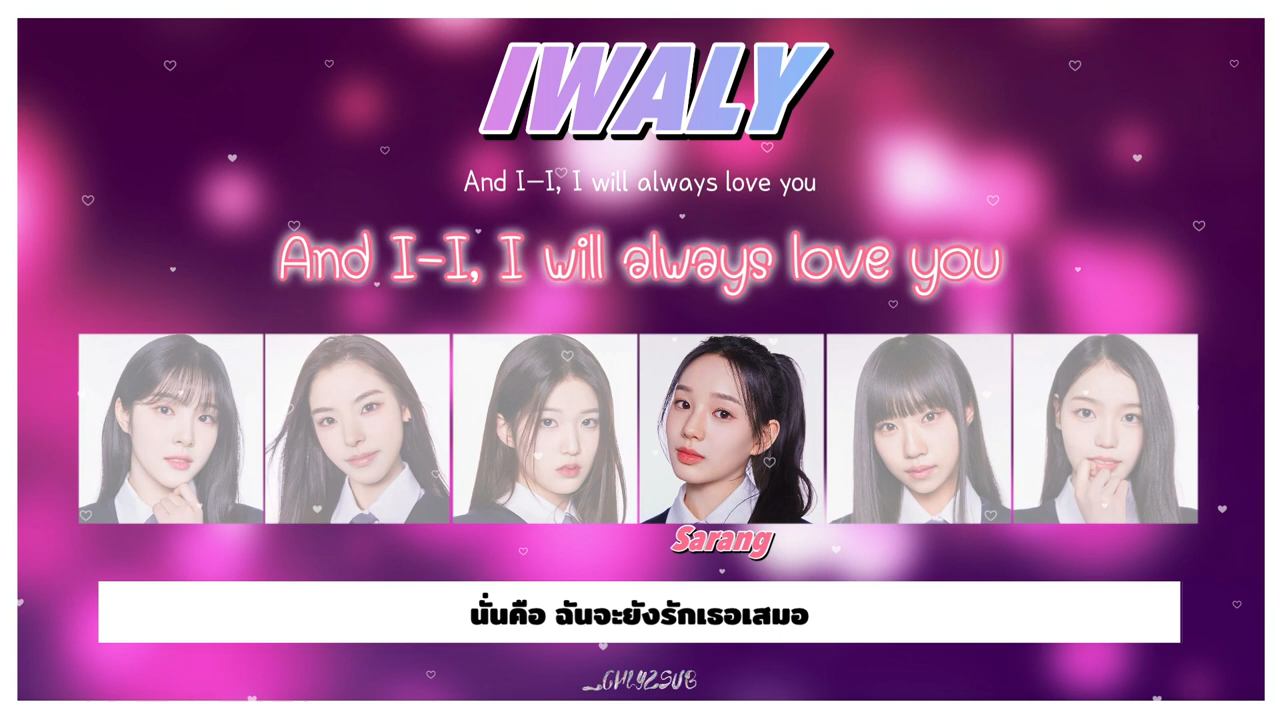 IWALY
And I-I, I will always love you
And I-I, I will always love you
Sarang
นั่นคือ ฉันจะยังรักเธอเสมอ
_CHLYZSUB